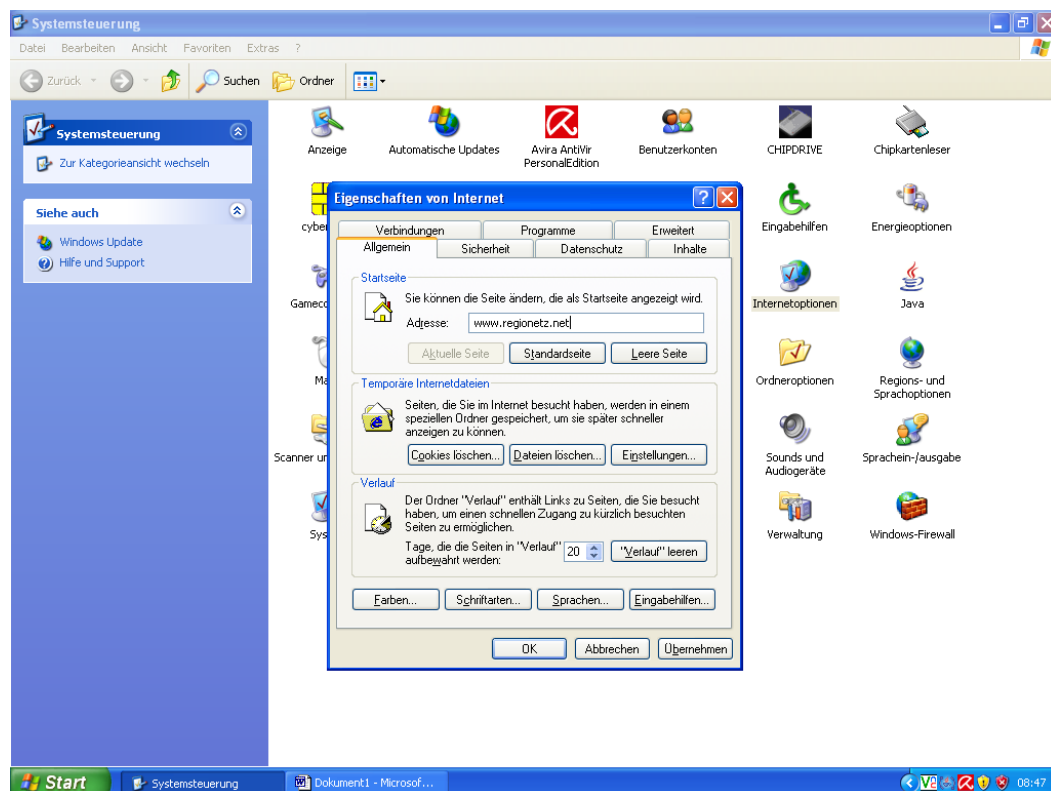 Systemsteuerung
Datei Bearbeiten Ansicht Favoriten Extras ?
Zurück Suchen Ordner
Systemsteuerung
Zur Kategorieansicht wechseln
Siehe auch
Windows Update
Hilfe und Support
Anzeige
Automatische Updates
Avira AntiVir
PersonalEdition
Benutzerkonten
CHIPDRIVE
Chipkartenleser
cyber
Eingabehilfen
Energieoptionen
Gameco
Internetoptionen
Java
Ma
Ordneroptionen
Regions- und
Sprachoptionen
Scanner un
Sounds und
Audiogeräte
Sprachein-/ausgabe
Sys
Verwaltung
Windows-Firewall
Eigenschaften von Internet
Verbindungen Programme Erweitert
Allgemein Sicherheit Datenschutz Inhalte
Startseite
Sie können die Seite ändern, die als Startseite angezeigt wird.
Adresse: www.regionetz.net
Aktuelle Seite Standardseite Leere Seite
Temporäre Internetdateien
Seiten, die Sie im Internet besucht haben, werden in einem
speziellen Ordner gespeichert, um sie später schneller
anzeigen zu können.
Cookies löschen... Dateien löschen... Einstellungen...
Verlauf
Der Ordner "Verlauf" enthält Links zu Seiten, die Sie besucht
haben, um einen schnellen Zugang zu kürzlich besuchten
Seiten zu ermöglichen.
Tage, die die Seiten in "Verlauf"
aufbewahrt werden:
20 "Verlauf" leeren
Farben... Schriftarten... Sprachen... Eingabehilfen...
OK Abbrechen Übernehmen
Start Systemsteuerung Dokument1 - Microsof... 08:47